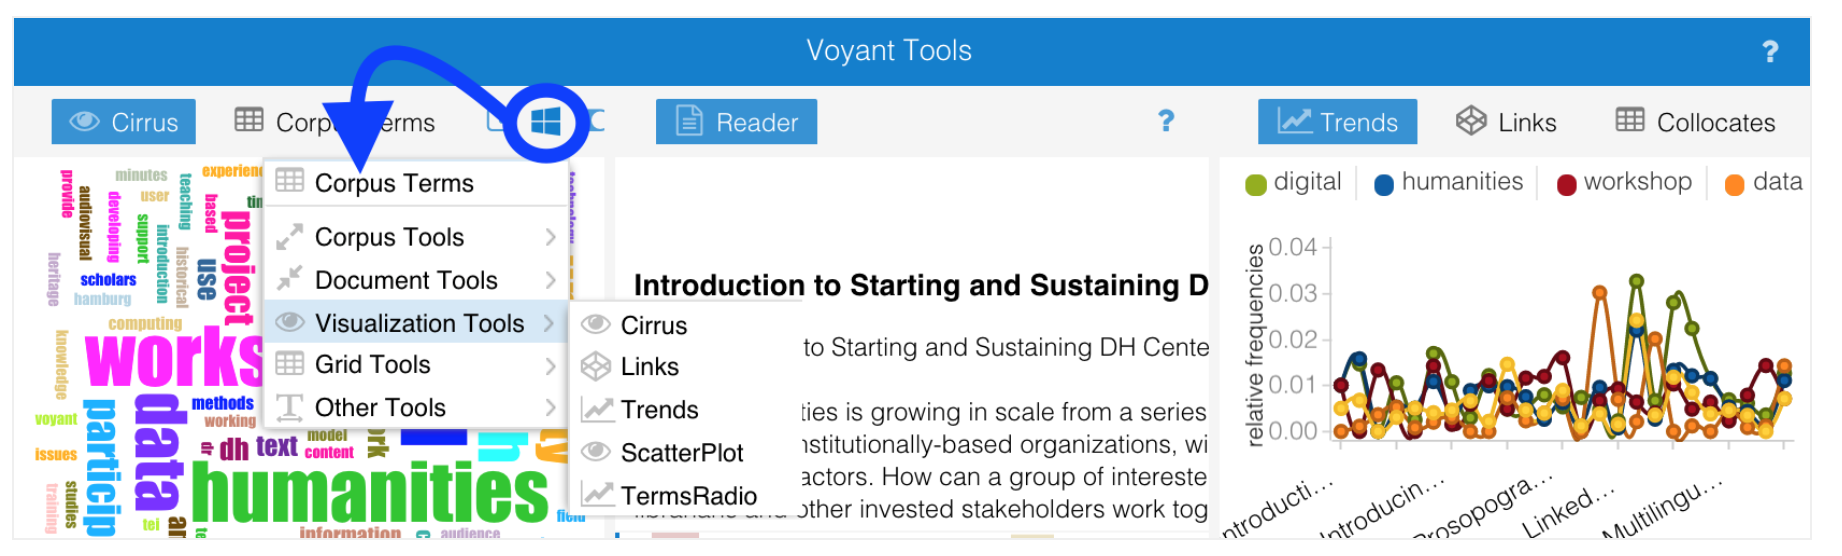 Voyant Tools
?
Cirrus
Corpus Terms
Reader
?
Trends
Links
Collocates
Corpus Terms
Corpus Tools
Document Tools
Visualization Tools
Grid Tools
Other Tools
Cirrus
Links
Trends
ScatterPlot
TermsRadio
provide
audiovisual
minutes
user
developing
support
teaching
introduction
based
historical
project
use
heritage
scholars
hamburg
computing
knowledge
voyant
issues
methods
working
data
dh
text
model
content
humanities
training
studies
tei
information
audience
field
technology
Introduction to Starting and Sustaining D
to Starting and Sustaining DH Cente
ties is growing in scale from a series
nstitutionally-based organizations, wi
actors. How can a group of intereste
other invested stakeholders work tog
digital
humanities
workshop
data
relative frequencies
0.04
0.03
0.02
0.01
0.00
ntroducti...
Introducin...
Prosopogra...
Linked...
Multilingu...